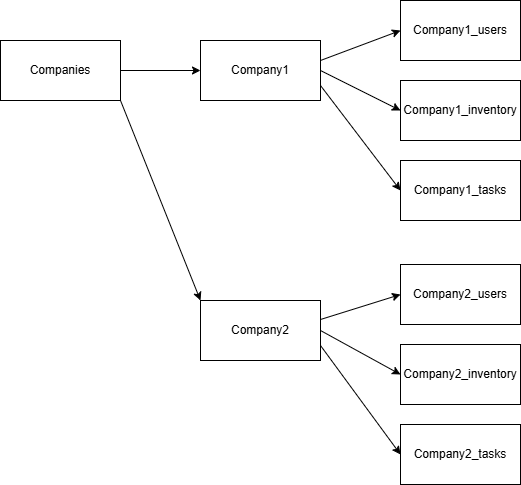 Companies
Company1
Company1_users
Company1_inventory
Company1_tasks
Company2
Company2_users
Company2_inventory
Company2_tasks